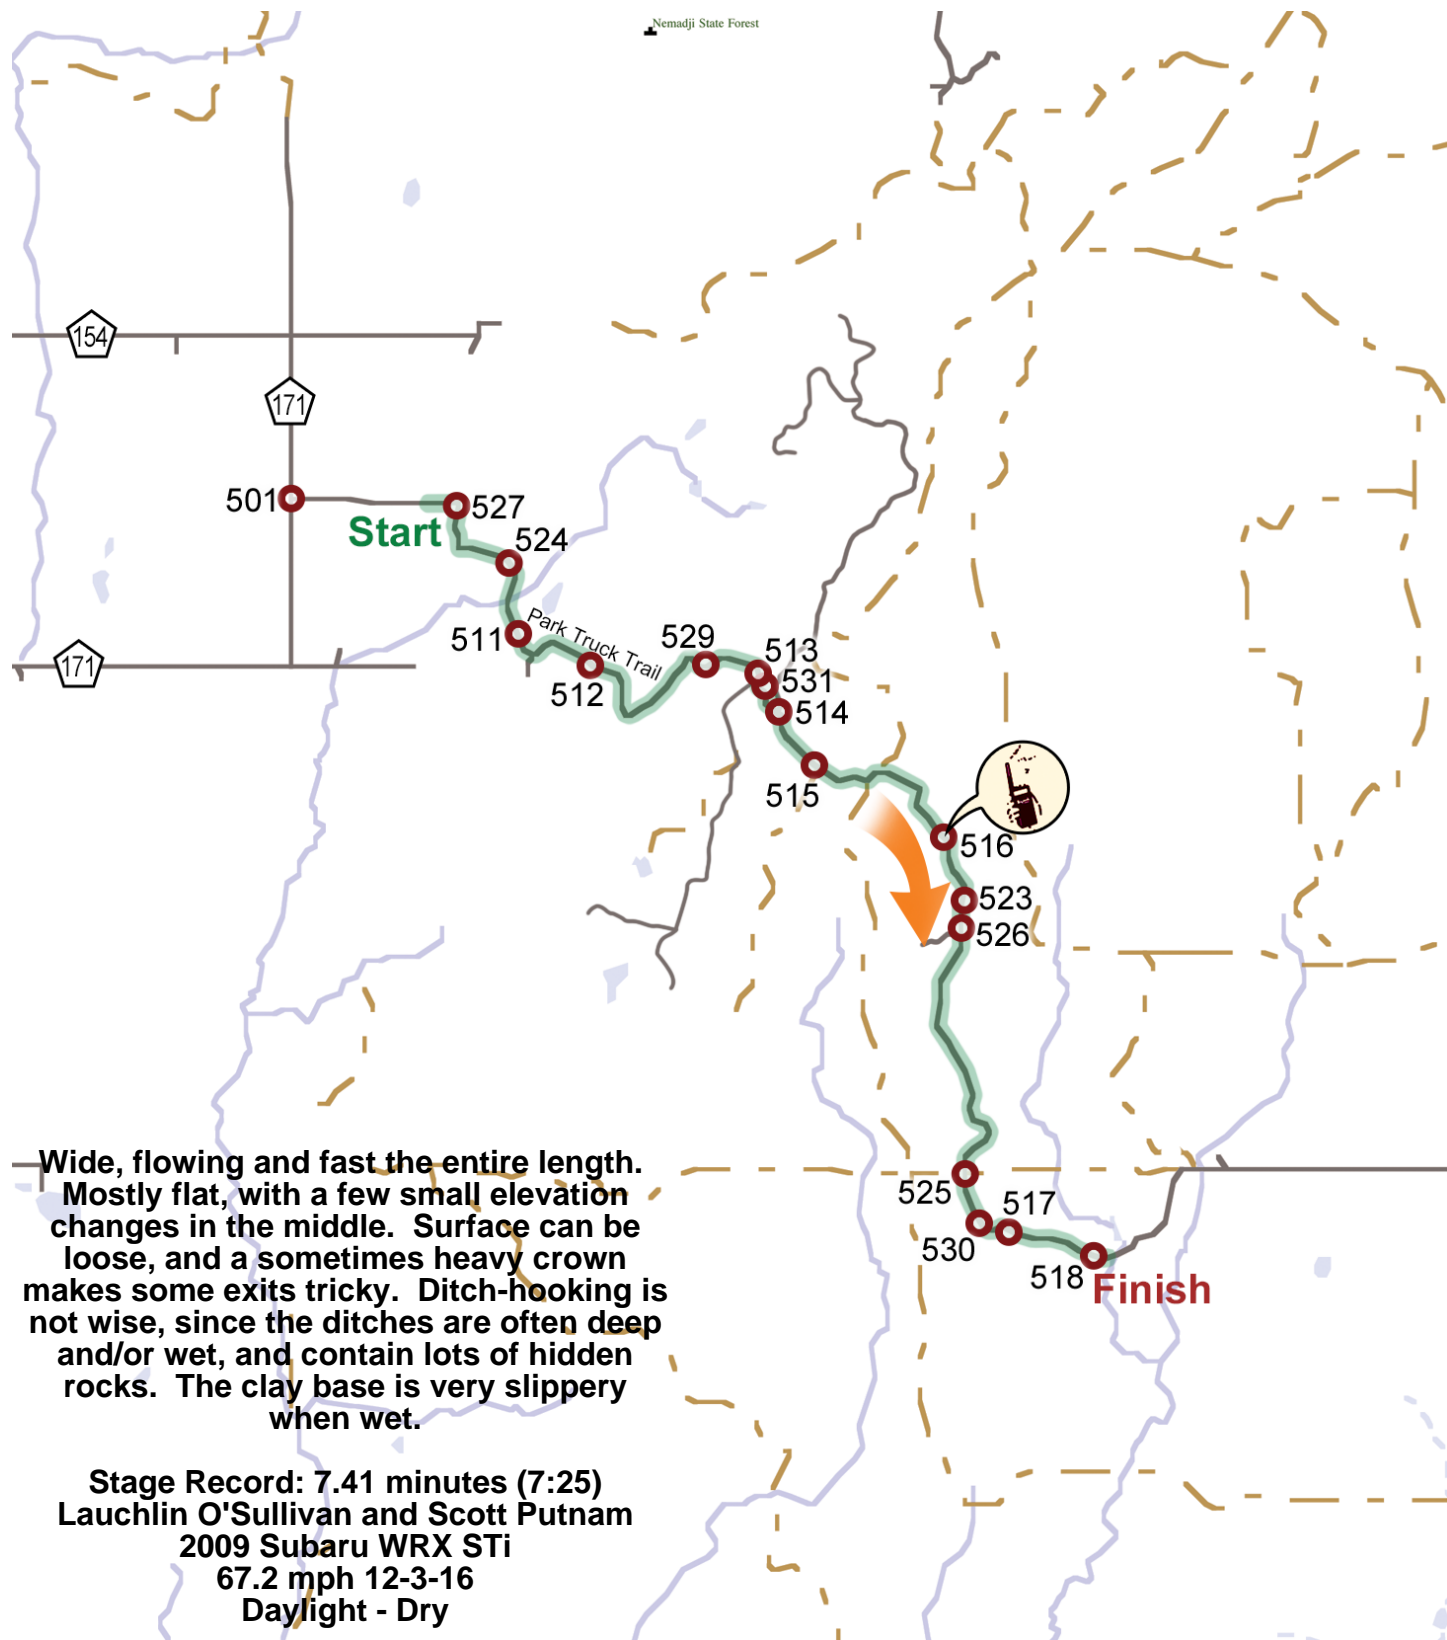 Nemadji State Forest
154
171
501
527
Start
524
Park Truck Trail
511
529
513
171
531
512
514
515
516
523
526
Wide, flowing and fast the entire length.
Mostly flat, with a few small elevation
changes in the middle.  Surface can be
loose, and a sometimes heavy crown
makes some exits tricky.  Ditch-hooking is
not wise, since the ditches are often deep
and/or wet, and contain lots of hidden
rocks.  The clay base is very slippery
when wet.
525
517
530
518
Finish
Stage Record: 7.41 minutes (7:25)
Lauchlin O'Sullivan and Scott Putnam
2009 Subaru WRX STi
67.2 mph 12-3-16
Daylight - Dry